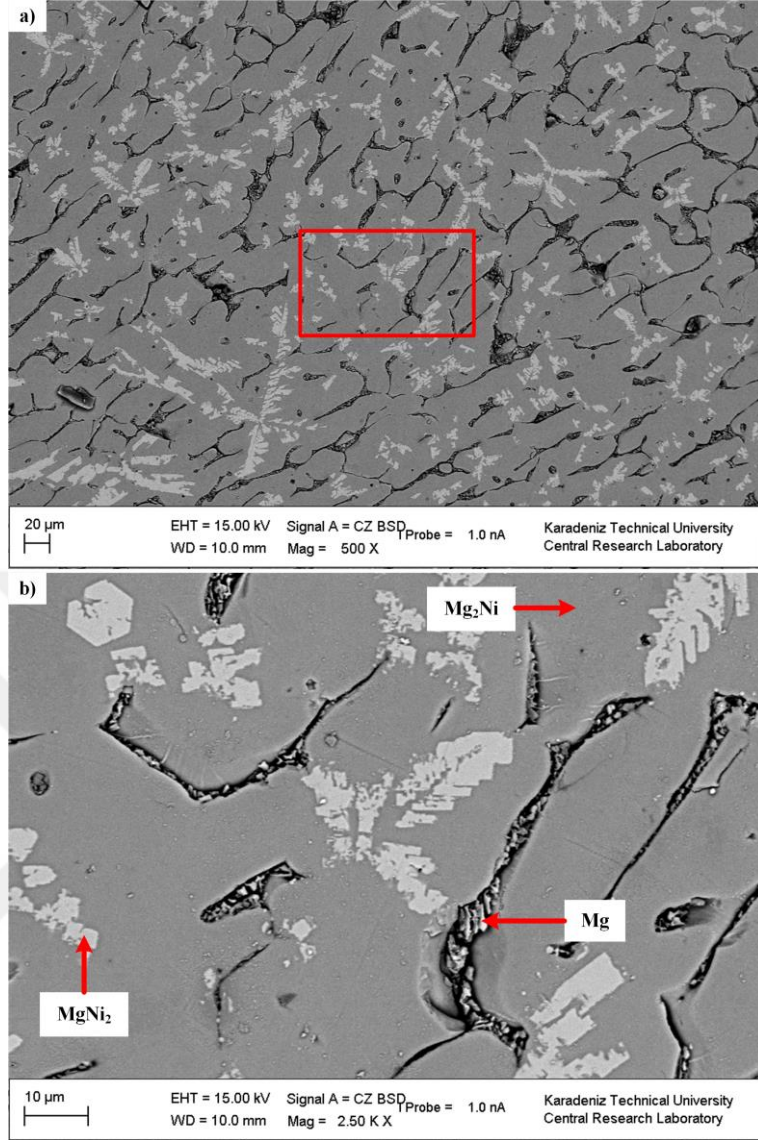 a)
20 µm
EHT = 15.00 kV Signal A = CZ BSD I Probe = 1.0 nA Karadeniz Technical University
WD = 10.0 mm Mag = 500 X Central Research Laboratory
b)
Mg₂Ni
Mg
MgNi₂
10 µm
EHT = 15.00 kV Signal A = CZ BSD I Probe = 1.0 nA Karadeniz Technical University
WD = 10.0 mm Mag = 2.50 K X Central Research Laboratory